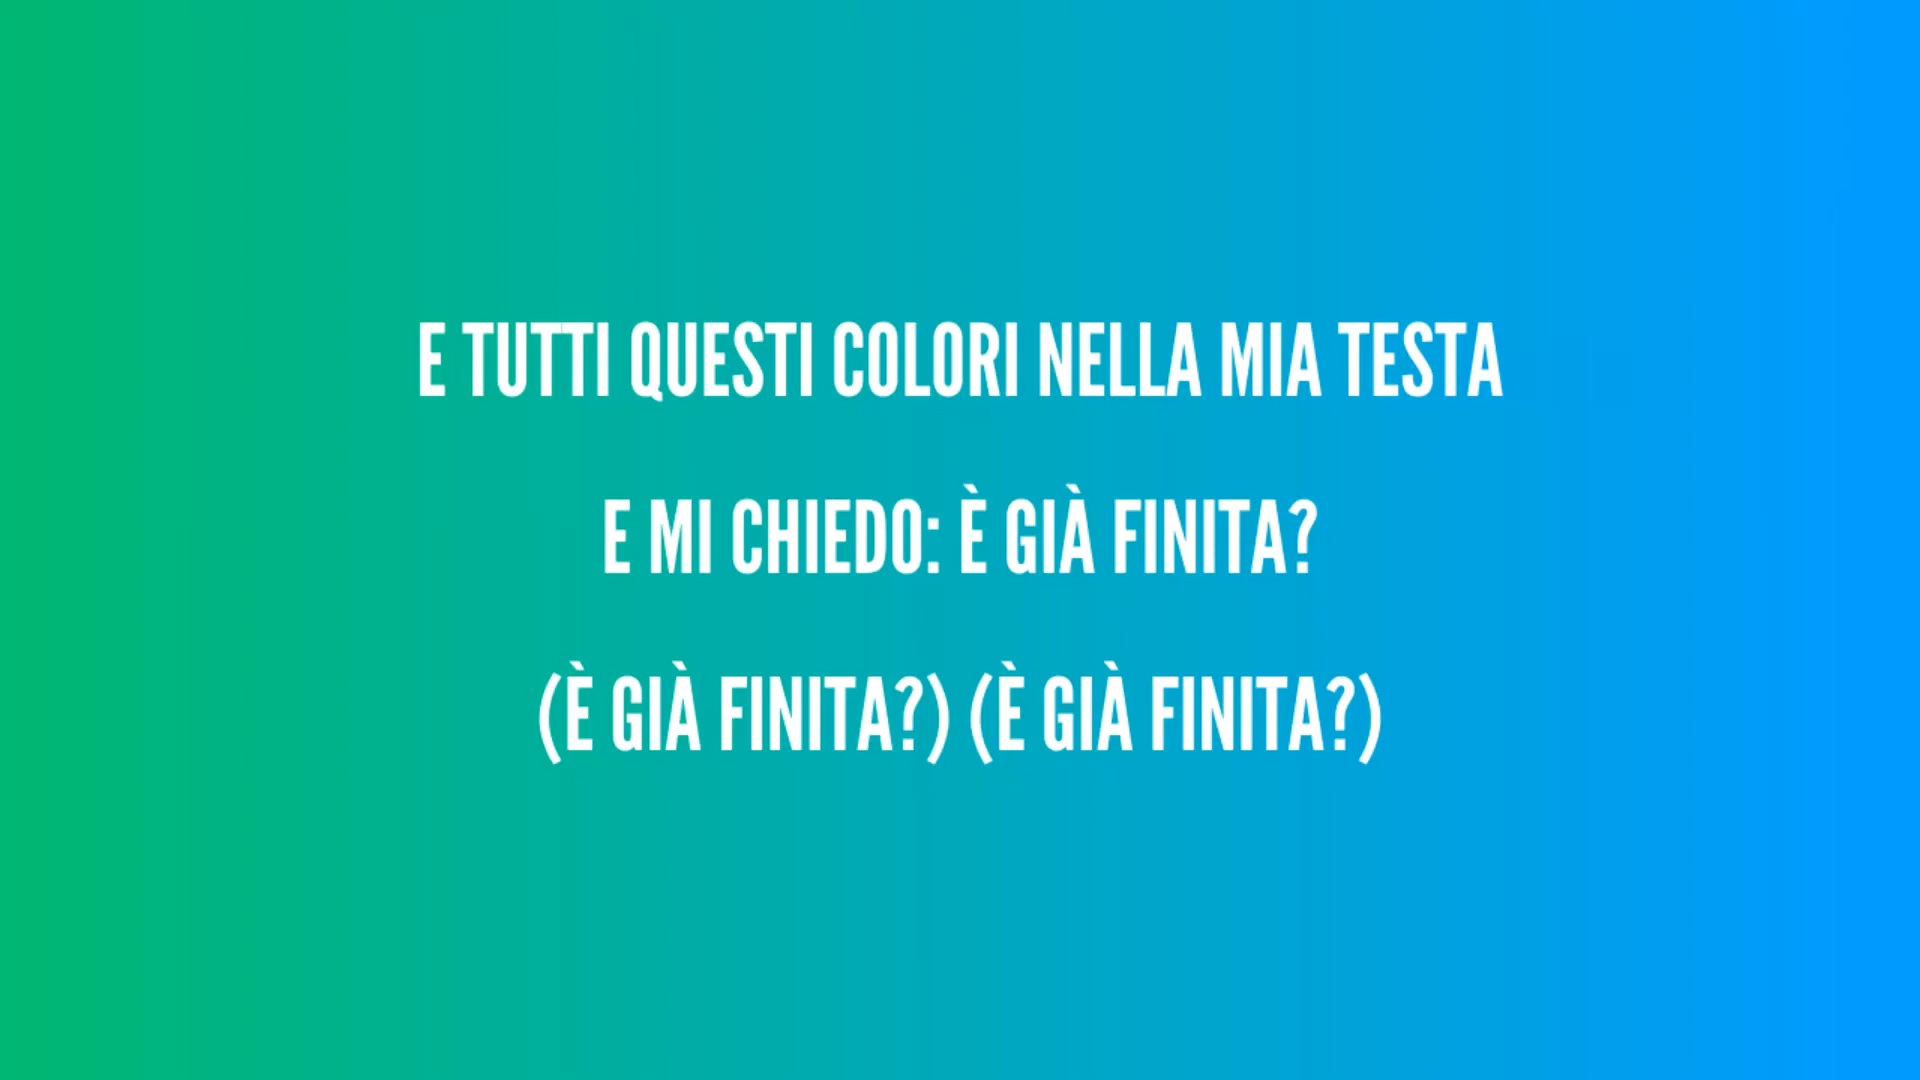 E TUTTI QUESTI COLORI NELLA MIA TESTA
E MI CHIEDO: È GIÀ FINITA?
(È GIÀ FINITA?) (È GIÀ FINITA?)